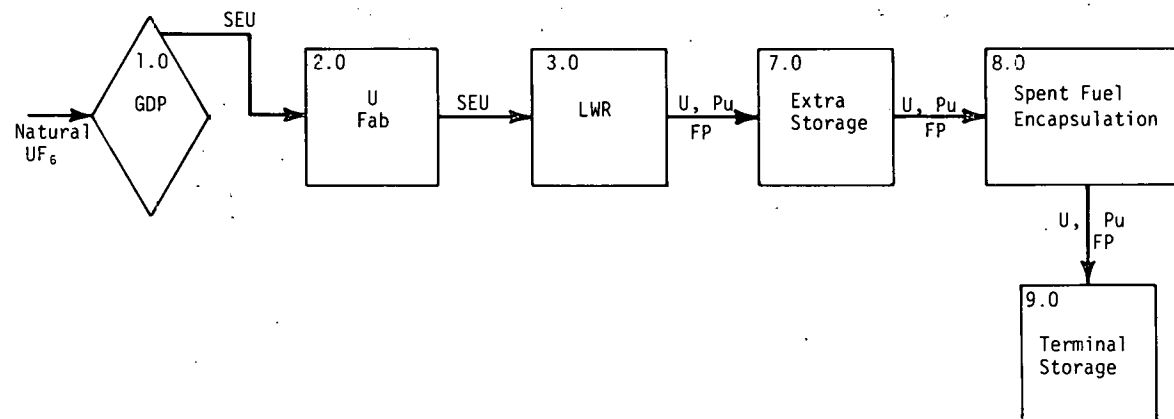 SEU
1.0
GDP
Natural
UF₆
2.0
U
Fab
SEU
3.0
LWR
U, Pu
FP
7.0
Extra
Storage
U, Pu
FP
8.0
Spent Fuel
Encapsulation
U, Pu
FP
9.0
Terminal
Storage